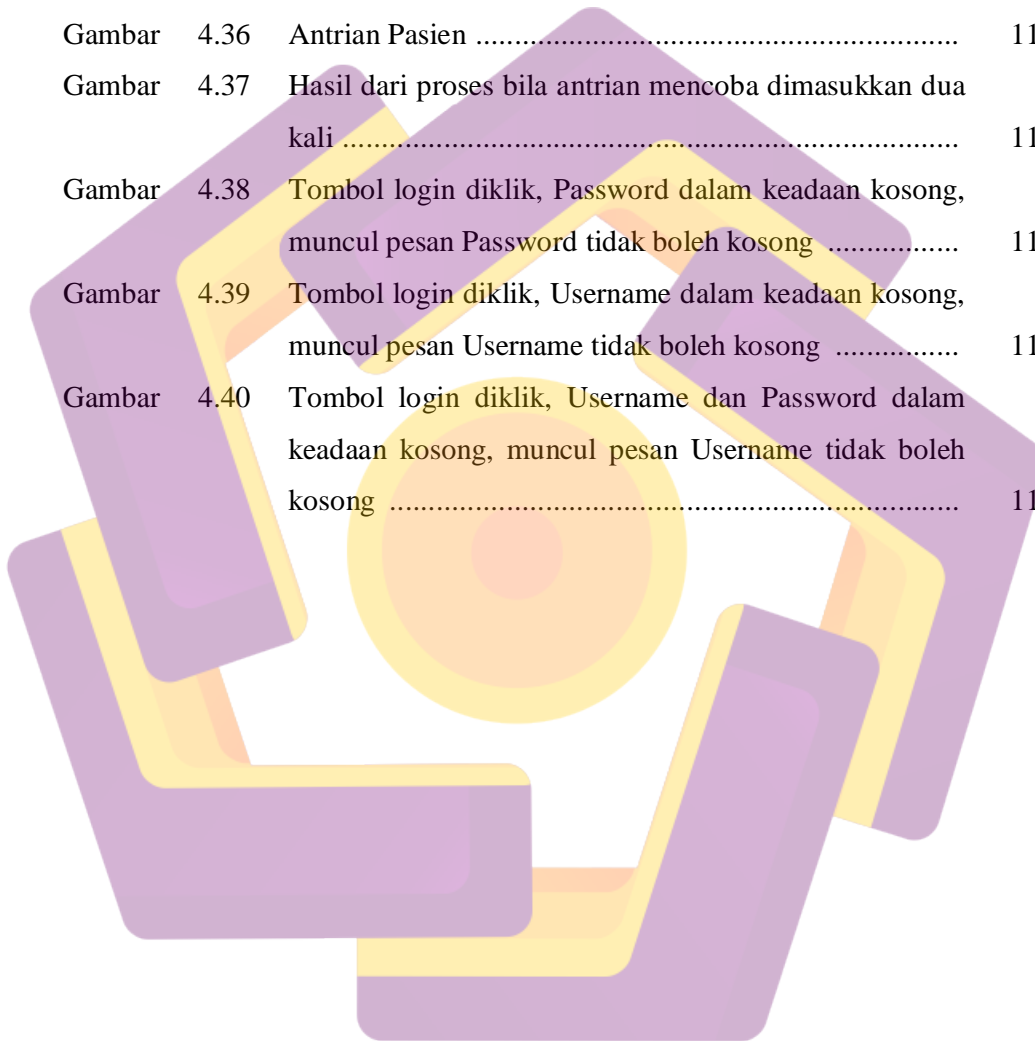 Gambar 4.36 Antrian Pasien .................................................... 11
Gambar 4.37 Hasil dari proses bila antrian mencoba dimasukkan dua
kali .................................................................. 11
Gambar 4.38 Tombol login diklik, Password dalam keadaan kosong,
muncul pesan Password tidak boleh kosong .............. 11
Gambar 4.39 Tombol login diklik, Username dalam keadaan kosong,
muncul pesan Username tidak boleh kosong .............. 11
Gambar 4.40 Tombol login diklik, Username dan Password dalam
keadaan kosong, muncul pesan Username tidak boleh
kosong ............................................................. 11